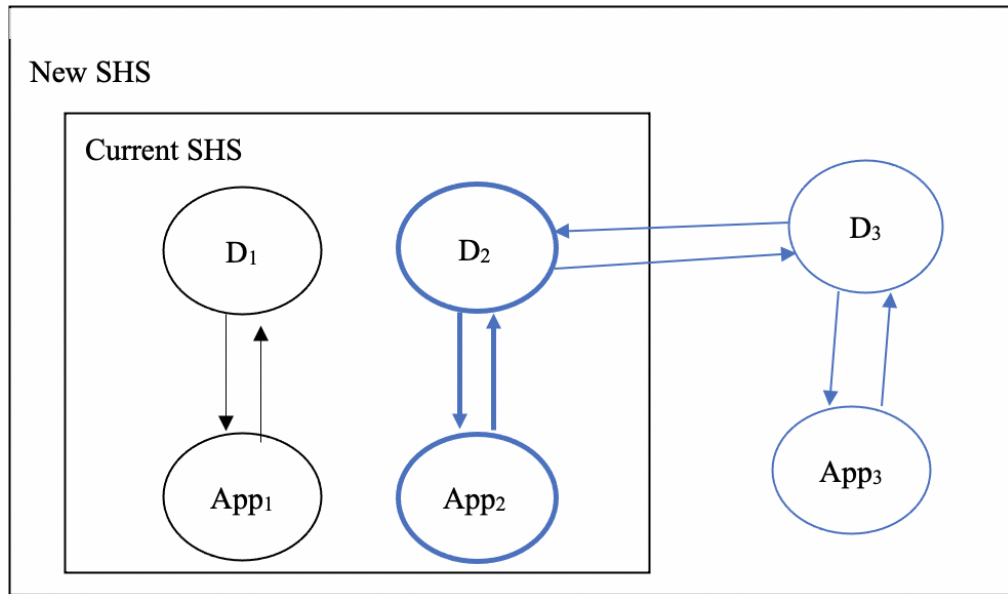 New SHS
Current SHS
D₁
D₂
D₃
App₁
App₂
App₃